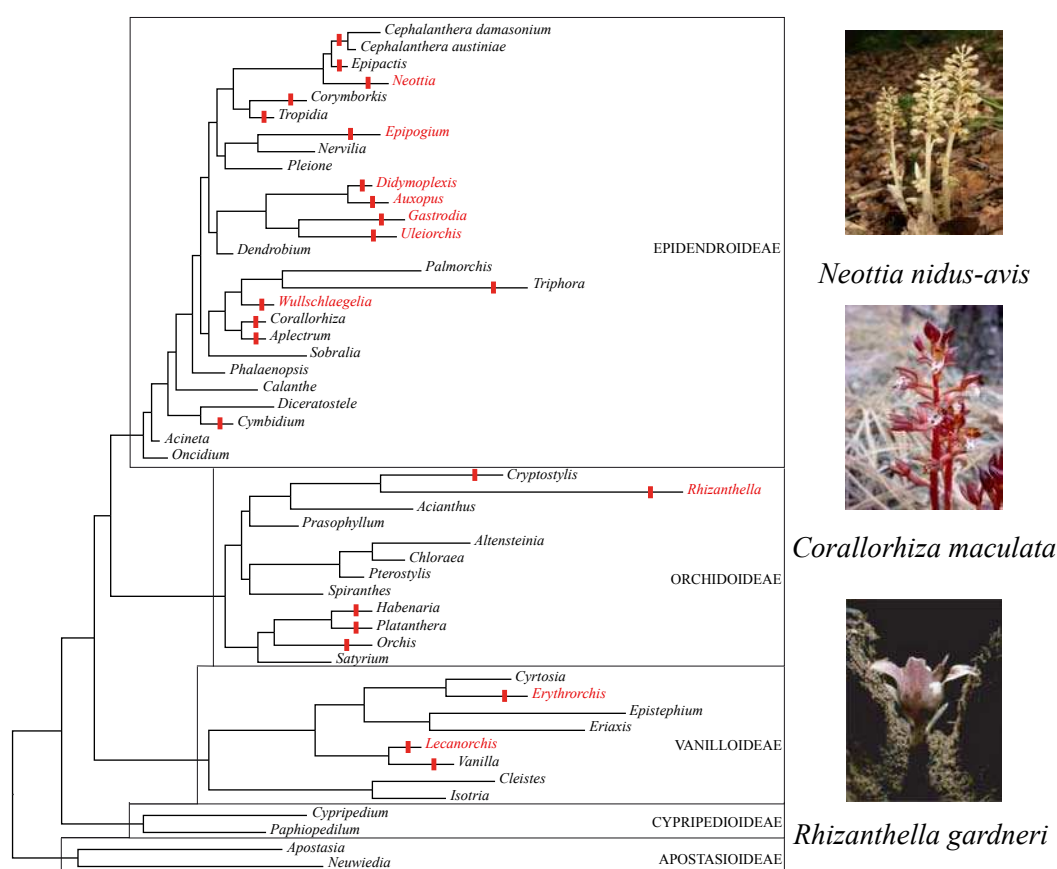 Cephalanthera damasonium
Cephalanthera austiniae
Epipactis
Neottia
Corymborkis
Tropidia
Epipogium
Nervilia
Pleione
Didymoplexis
Auxopus
Gastrodia
Uleiorchis
EPIDENDROIDEAE
Dendrobium
Palmorchis
Triphora
Wullschlaegelia
Corallorhiza
Aplectrum
Sobralia
Phalaenopsis
Calanthe
Diceratostele
Cymbidium
Acineta
Oncidium
Cryptostylis
Rhizanthella
Acianthus
Prasophyllum
Altensteinia
Chloraea
Pterostylis
ORCHIDOIDEAE
Spiranthes
Habenaria
Platanthera
Orchis
Satyrium
Cyrtosia
Erythrorchis
Epistephium
Eriaxis
Lecanorchis
VANILLOIDEAE
Vanilla
Cleistes
Isotria
Cypripedium
CYPRIPEDIOIDEAE
Paphiopedilum
Apostasia
APOSTASIOIDEAE
Neuwiedia
Neottia nidus-avis
Corallorhiza maculata
Rhizanthella gardneri